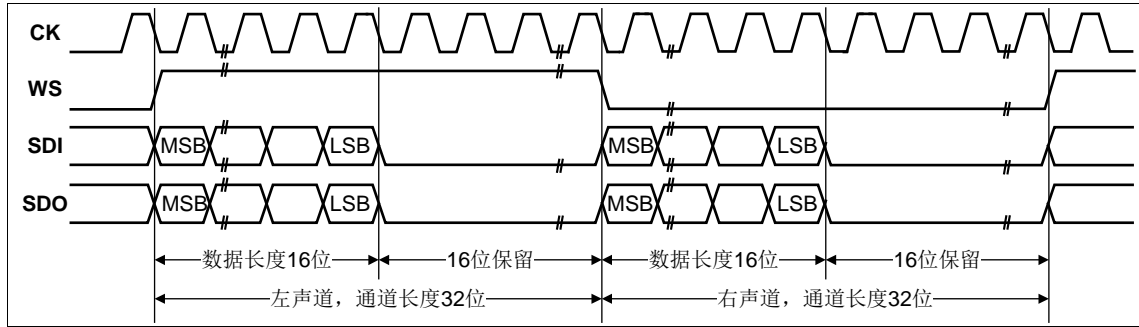 CK
WS
SDI MSB LSB MSB LSB
SDO MSB LSB MSB LSB
数据长度16位 16位保留 数据长度16位 16位保留
左声道，通道长度32位 右声道，通道长度32位